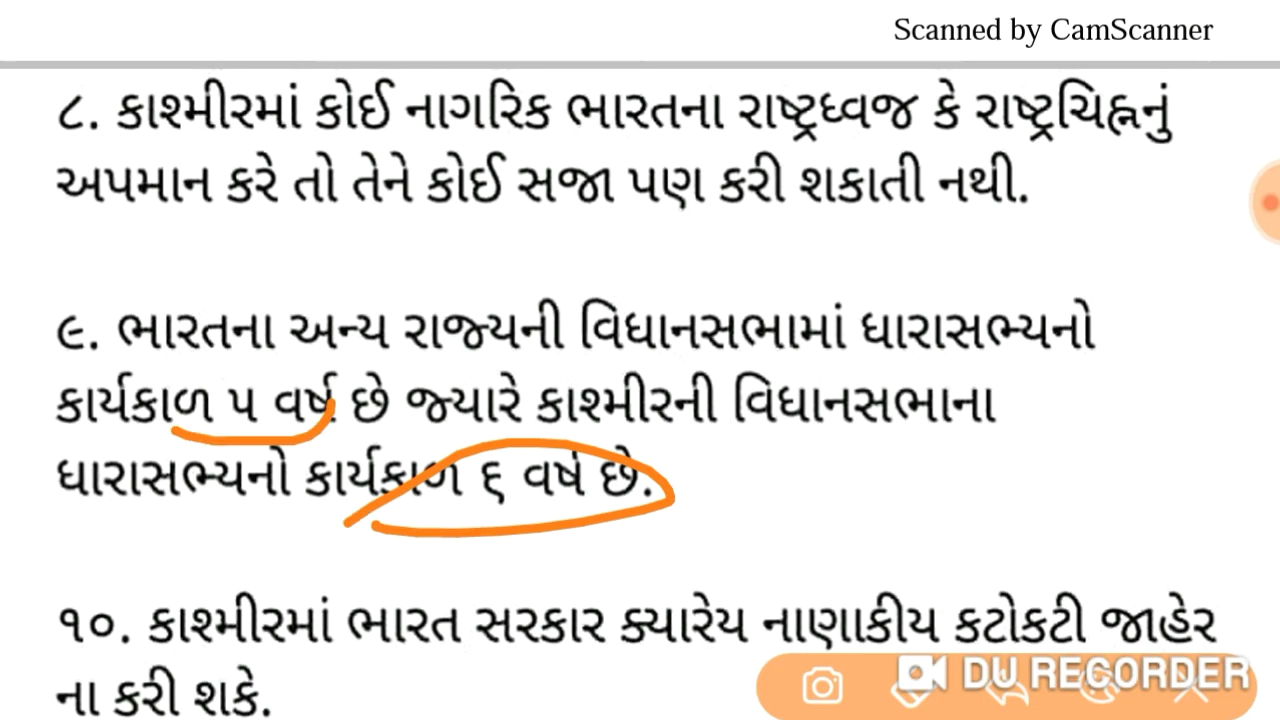 Scanned by CamScanner
૮. કાશ્મીરમાં કોઈ નાગરિક ભારતના રાષ્ટ્રધ્વજ કે રાષ્ટ્રચિહ્નનું
અપમાન કરે તો તેને કોઈ સજા પણ કરી શકાતી નથી.
૯. ભારતના અન્ય રાજ્યની વિધાનસભામાં ધારાસભ્યનો
કાર્યકાળ ૫ વર્ષ છે જ્યારે કાશ્મીરની વિધાનસભાના
ધારાસભ્યનો કાર્યકાળ ૬ વર્ષ છે.
૧૦. કાશ્મીરમાં ભારત સરકાર ક્યારેય નાણાકીય કટોકટી જાહેર
ના કરી શકે.
DU RECORDER